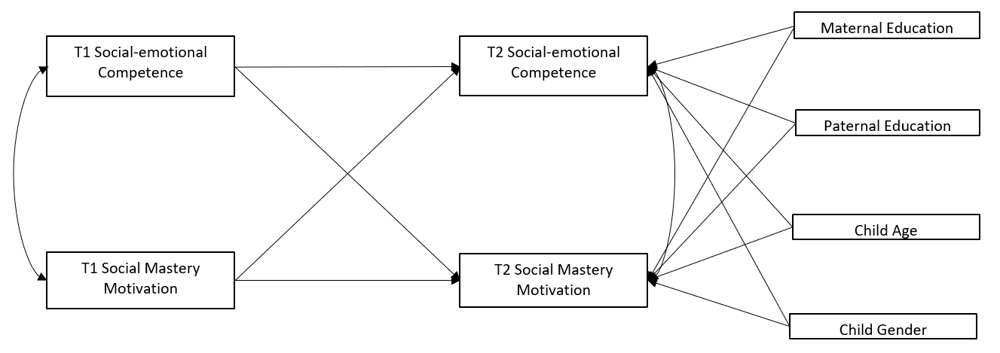 T1 Social-emotional
Competence
T2 Social-emotional
Competence
Maternal Education
Paternal Education
Child Age
T1 Social Mastery
Motivation
T2 Social Mastery
Motivation
Child Gender